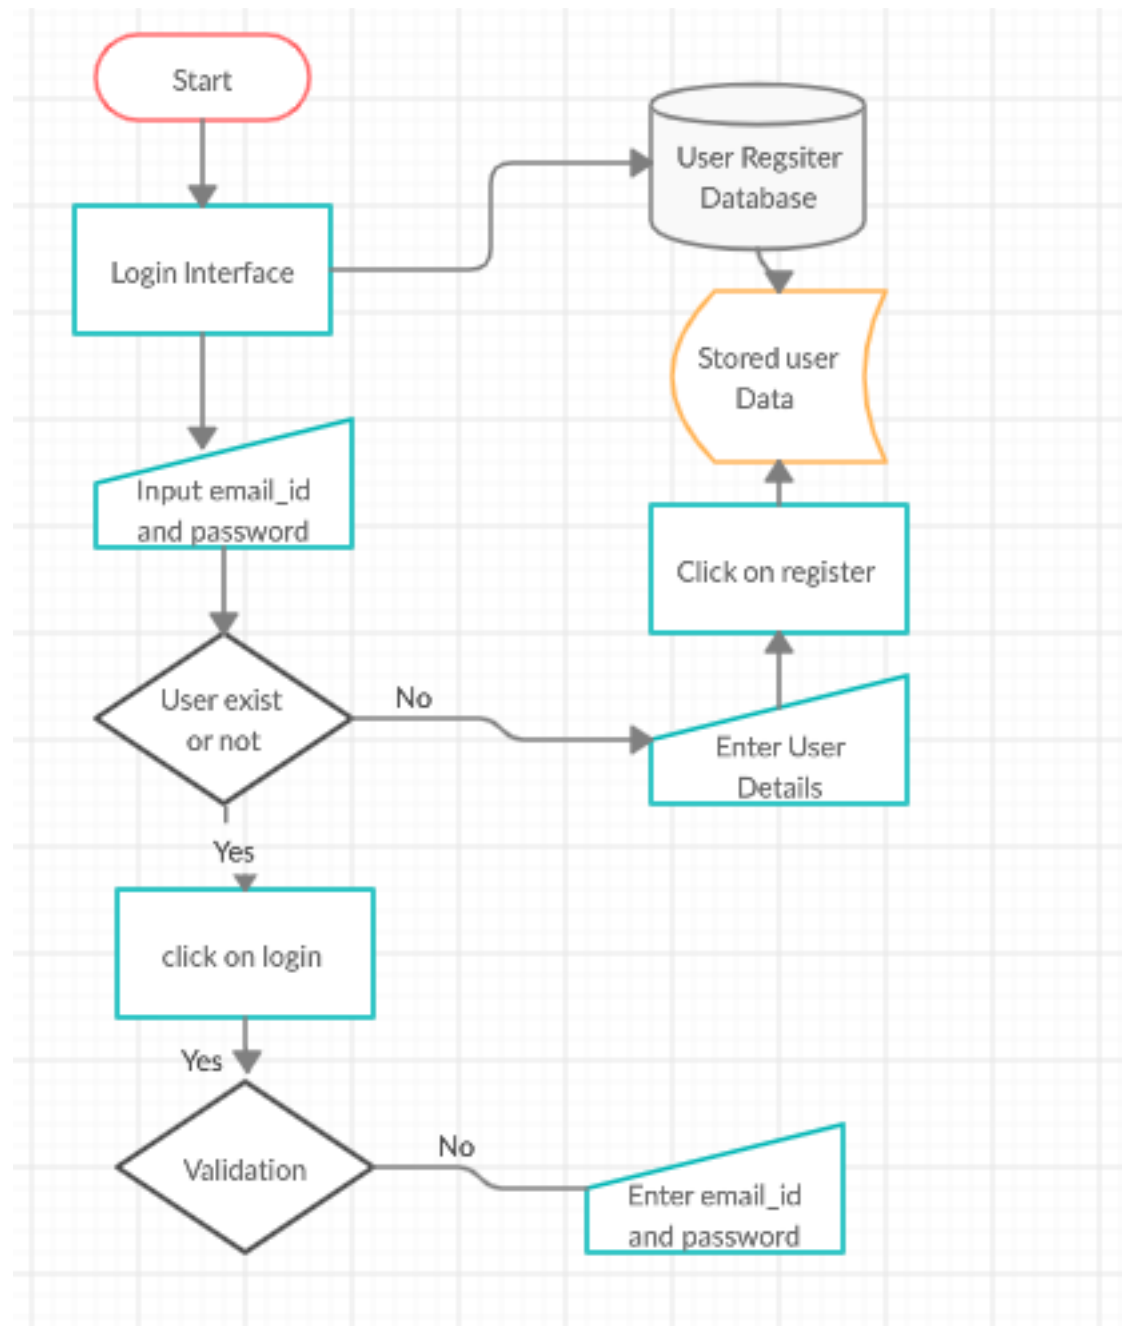 Start
User Regsiter
Database
Login Interface
Stored user
Data
Input email_id
and password
Click on register
User exist
or not
No
Enter User
Details
Yes
click on login
Yes
Validation
No
Enter email_id
and password